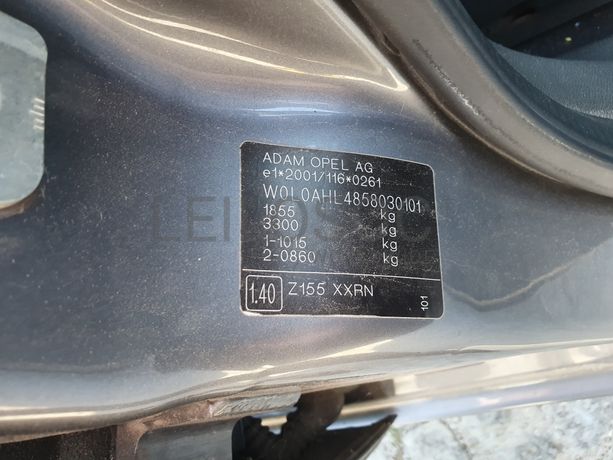 ADAM OPEL AG
e1*2001/116*0261
W0L0AHL4858030101
1855 kg
3300 kg
1-1015 kg
2-0860 kg
1.40 Z155 XXRN
101